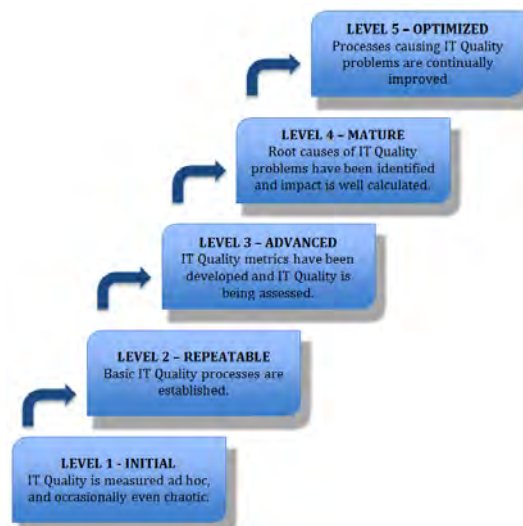 LEVEL 5 – OPTIMIZED
Processes causing IT Quality
problems are continually
improved
LEVEL 4 – MATURE
Root causes of IT Quality
problems have been identified
and impact is well calculated.
LEVEL 3 – ADVANCED
IT Quality metrics have been
developed and IT Quality is
being assessed.
LEVEL 2 – REPEATABLE
Basic IT Quality processes are
established.
LEVEL 1 - INITIAL
IT Quality is measured ad hoc,
and occasionally even chaotic.